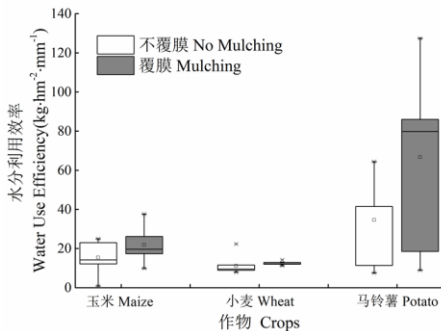 140
120
100
80
60
40
20
0
不覆膜 No Mulching
覆膜 Mulching
水分利用效率
Water Use Efficiency(kg·hm⁻²·mm⁻¹)
玉米 Maize
小麦 Wheat
马铃薯 Potato
作物 Crops